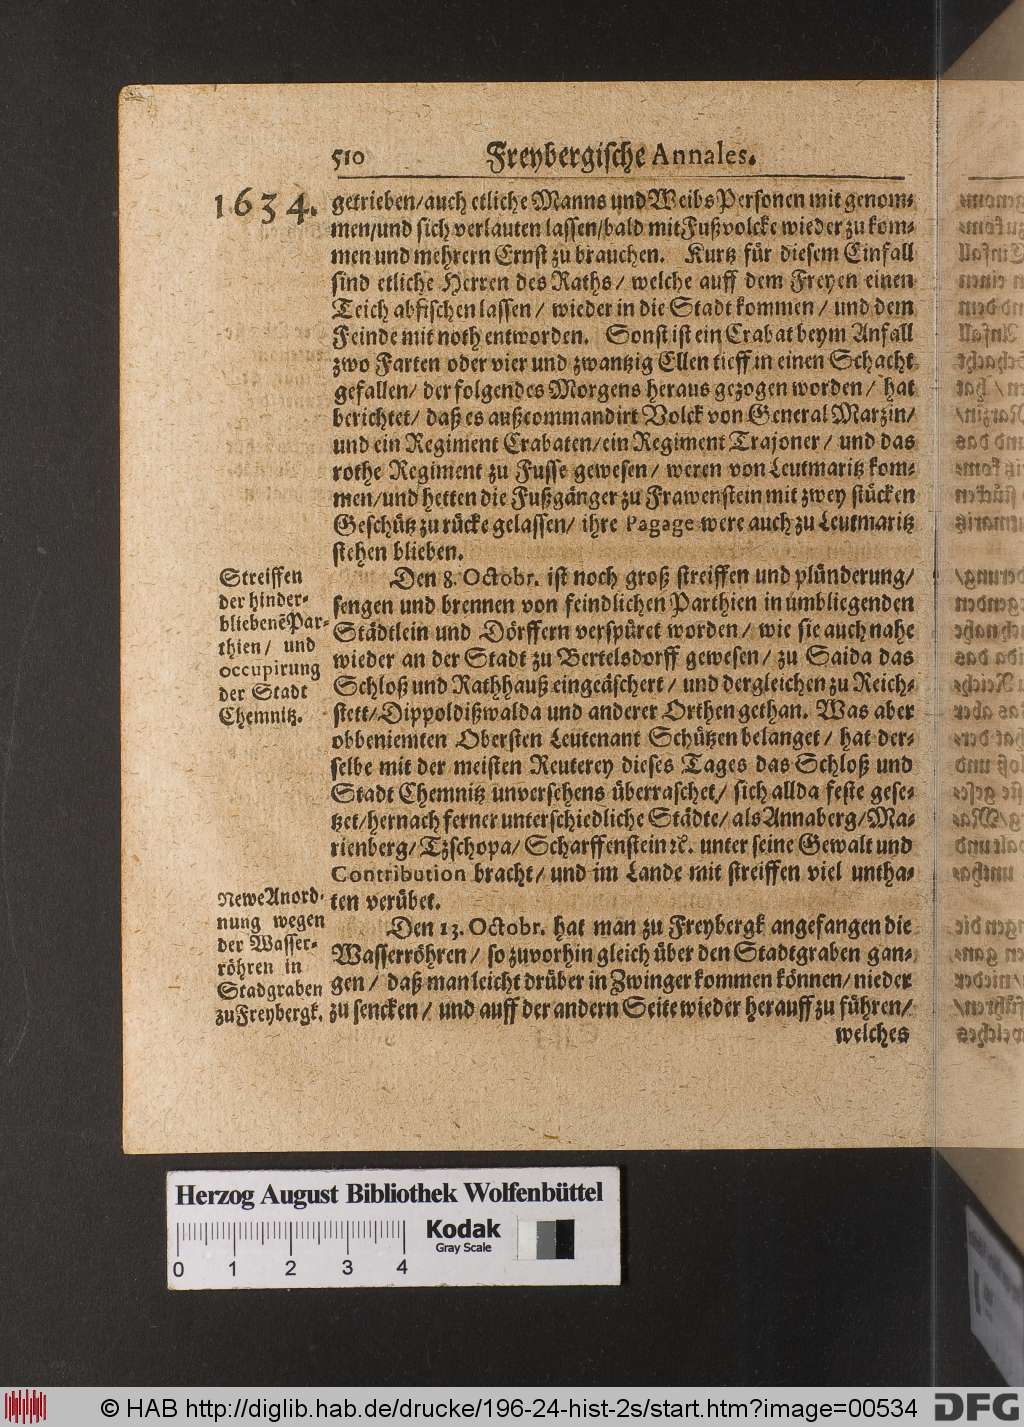 510 Freybergische Annales.
1634.
getrieben/auch etliche Manns und Weibs Personen mit genom-
men/und sich verlauten lassen/bald mit Fußvolcke wieder zu kom-
men und mehrern Ernst zu brauchen. Kurtz für diesem Einfall
sind etliche Herren des Raths/ welche auff dem Freyen einen
Teich abfischen lassen/ wieder in die Stadt kommen/ und dem
Feinde mit noth entworden. Sonst ist ein Crabat beym Anfall
zwo Farten oder vier und zwantzig Ellen tieff in einen Schacht
gefallen/ der folgendes Morgens heraus gezogen worden/ hat
berichtet/ daß es außcommandirt Volck von General Marzin/
und ein Regiment Crabaten/ein Regiment Trajoner/ und das
rothe Regiment zu Fusse gewesen/ weren von Leutmaritz kom-
men/und hetten die Fußgänger zu Frawenstein mit zwey stücken
Geschütz zu rücke gelassen/ ihre Pagage were auch zu Leutmaritz
stehen blieben.
Streiffen
der hinder-
bliebenẽ Par-
thien/ und
occupirung
der Stadt
Chemnitz.
Den 8. Octobr. ist noch groß streiffen und plünderung/
sengen und brennen von feindlichen Parthien in umbliegenden
Städtlein und Dörffern verspüret worden/ wie sie auch nahe
wieder an der Stadt zu Bertelsdorff gewesen/ zu Saida das
Schloß und Rathhauß eingeäschert/ und dergleichen zu Reich-
stett/Dippoldißwalda und anderer Orthen gethan. Was aber
obbeniemten Obersten Leutenant Schützen belanget/ hat der-
selbe mit der meisten Reuterey dieses Tages das Schloß und
Stadt Chemnitz unversehens überraschet/ sich allda feste gese-
tzet/hernach ferner unterschiedliche Städte/ als Annaberg/Ma-
rienberg/Tzschopa/Scharffenstein ꝛc. unter seine Gewalt und
Contribution bracht/ und im Lande mit streiffen viel untha-
ten verübet.
Newe Anord-
nung wegen
der Wasser-
röhren in
Stadgraben
zu Freybergk.
Den 13. Octobr. hat man zu Freybergk angefangen die
Wasserröhren/ so zuvorhin gleich über den Stadtgraben gan-
gen/ daß man leicht drüber in Zwinger kommen können/ nieder
zu sencken/ und auff der andern Seite wieder herauff zu führen/
welches
Herzog August Bibliothek Wolfenbüttel
Kodak
Gray Scale
0 1 2 3 4
© HAB http://diglib.hab.de/drucke/196-24-hist-2s/start.htm?image=00534
DFG